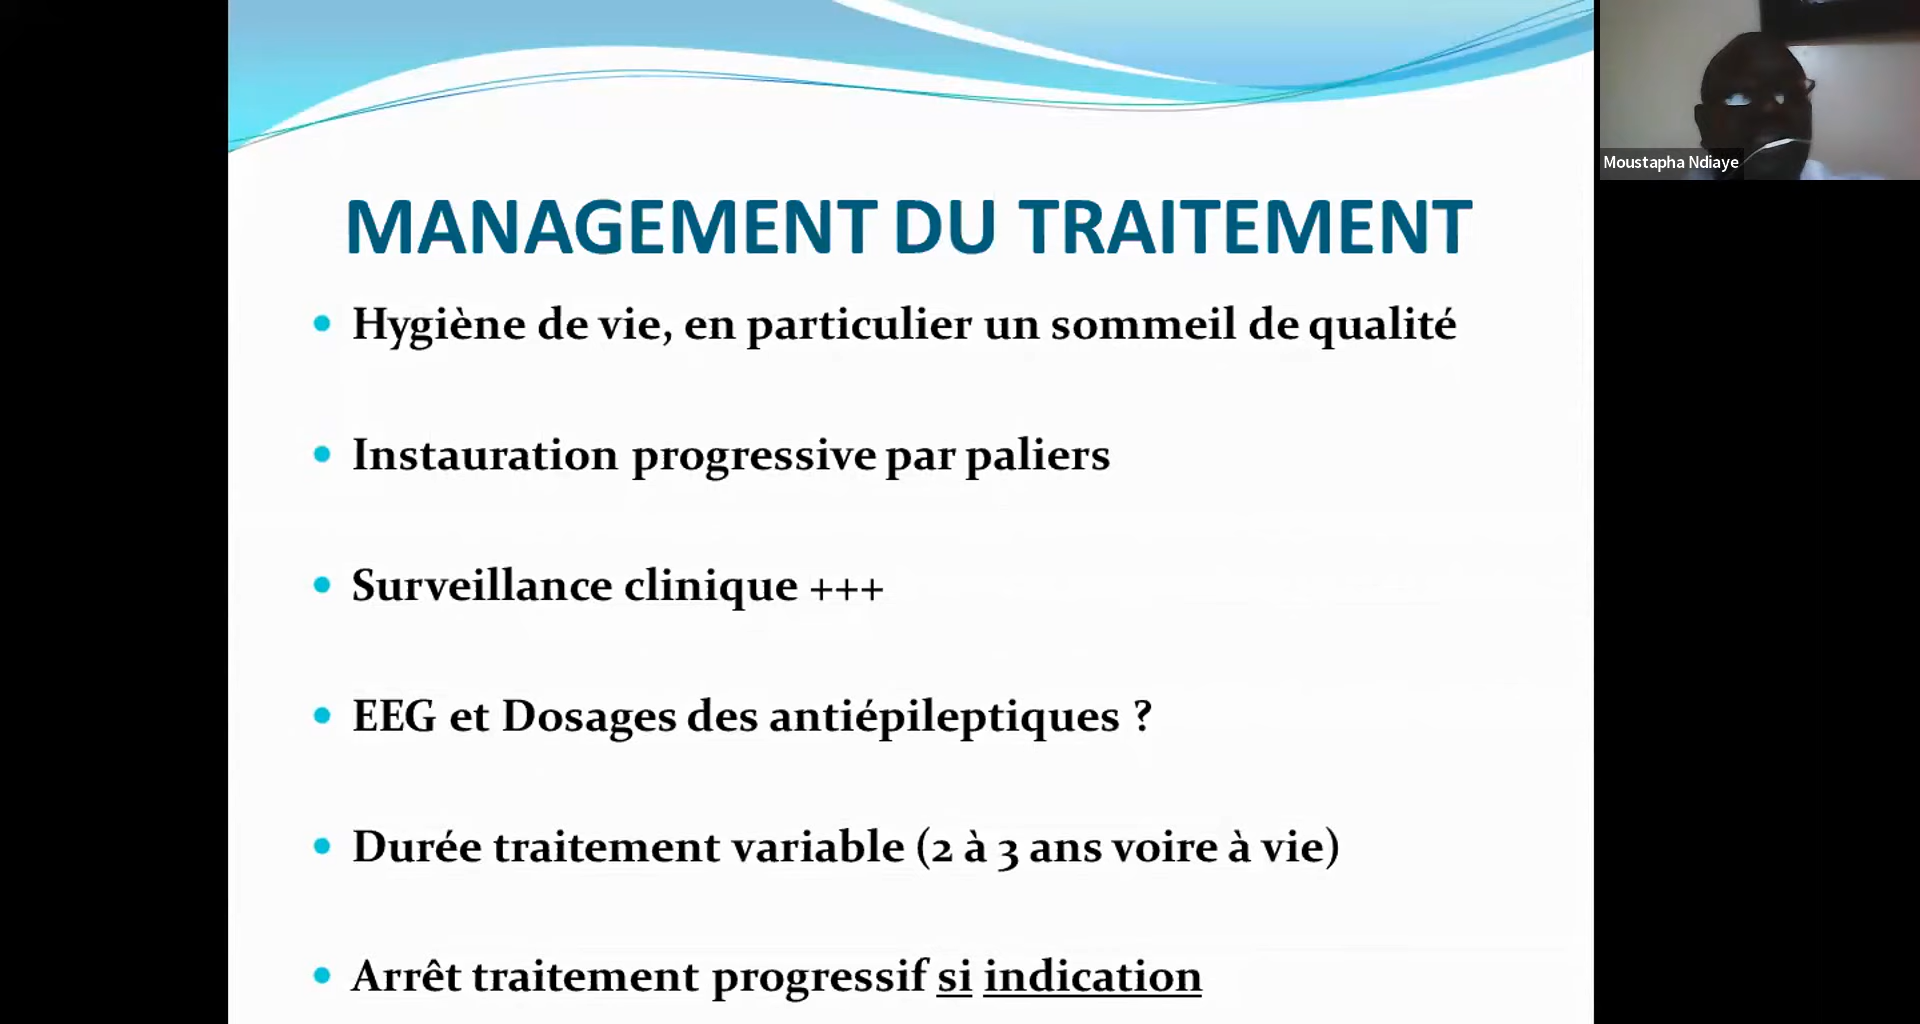 MANAGEMENT DU TRAITEMENT
Hygiène de vie, en particulier un sommeil de qualité
Instauration progressive par paliers
Surveillance clinique +++
EEG et Dosages des antiépileptiques ?
Durée traitement variable (2 à 3 ans voire à vie)
Arrêt traitement progressif si indication
Moustapha Ndiaye